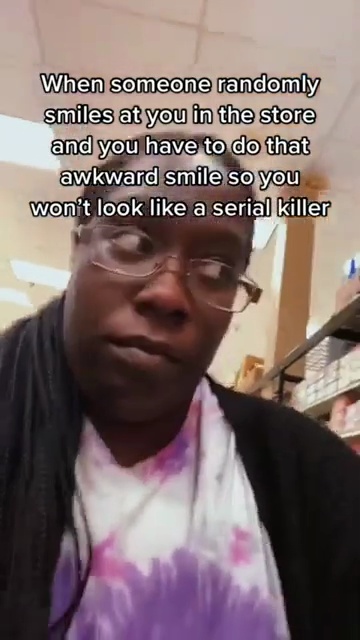 When someone randomly
smiles at you in the store
and you have to do that
awkward smile so you
won't look like a serial killer